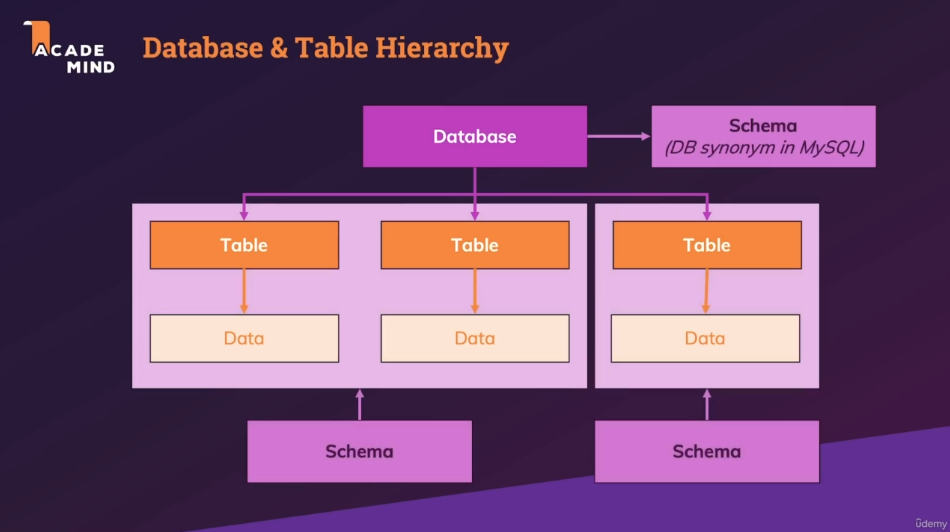 ACADE
MIND
Database & Table Hierarchy
Database
Schema
(DB synonym in MySQL)
Table
Table
Table
Data
Data
Data
Schema
Schema
ûdemy